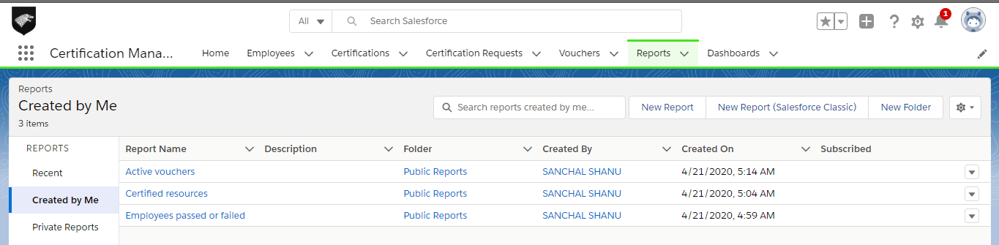 All Search Salesforce 1
Certification Mana... Home Employees Certifications Certification Requests Vouchers Reports Dashboards
Reports
Created by Me
3 items
Search reports created by me... New Report New Report (Salesforce Classic) New Folder
REPORTS
Recent
Created by Me
Private Reports
Report Name Description Folder Created By Created On Subscribed
Active vouchers Public Reports SANCHAL SHANU 4/21/2020, 5:14 AM
Certified resources Public Reports SANCHAL SHANU 4/21/2020, 5:04 AM
Employees passed or failed Public Reports SANCHAL SHANU 4/21/2020, 4:59 AM